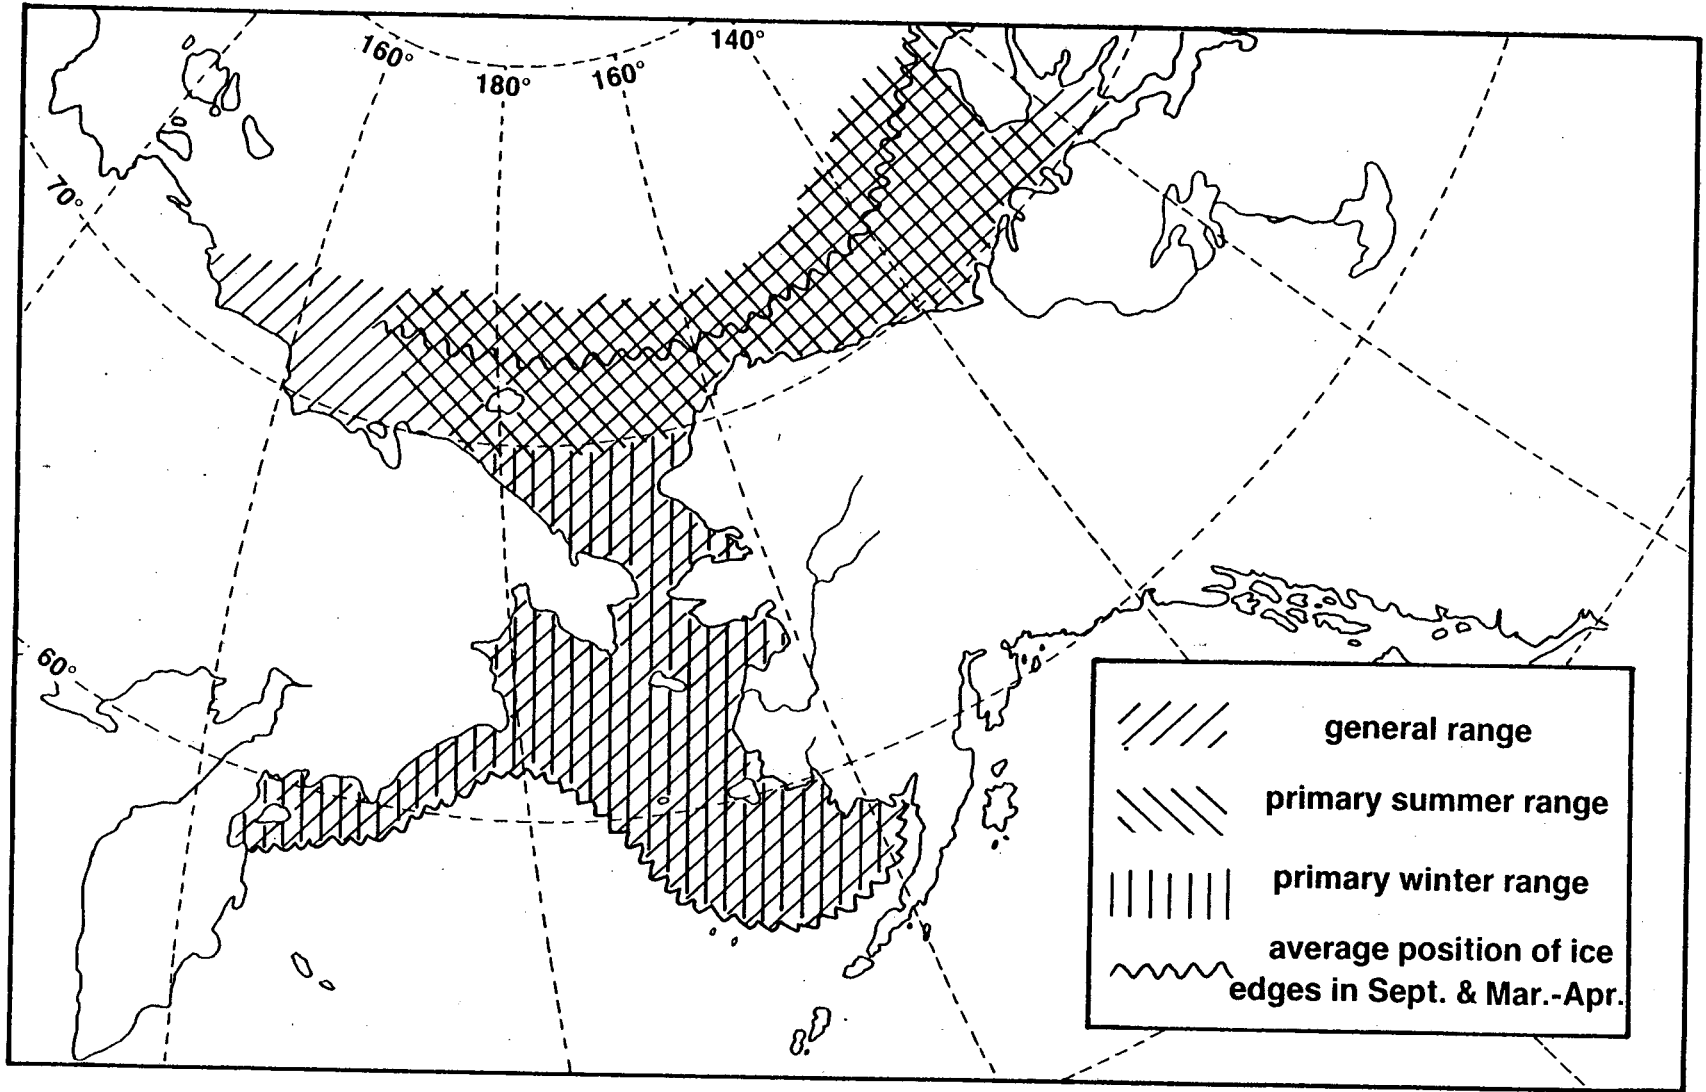 160°
180°
160°
140°
70°
60°
general range
primary summer range
primary winter range
average position of ice
edges in Sept. & Mar.-Apr.